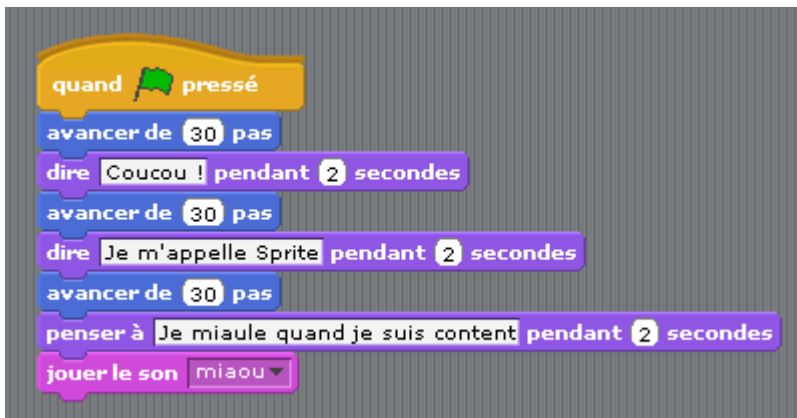 quand pressé
avancer de 30 pas
dire Coucou ! pendant 2 secondes
avancer de 30 pas
dire Je m'appelle Sprite pendant 2 secondes
avancer de 30 pas
penser à Je miaule quand je suis content pendant 2 secondes
jouer le son miaou